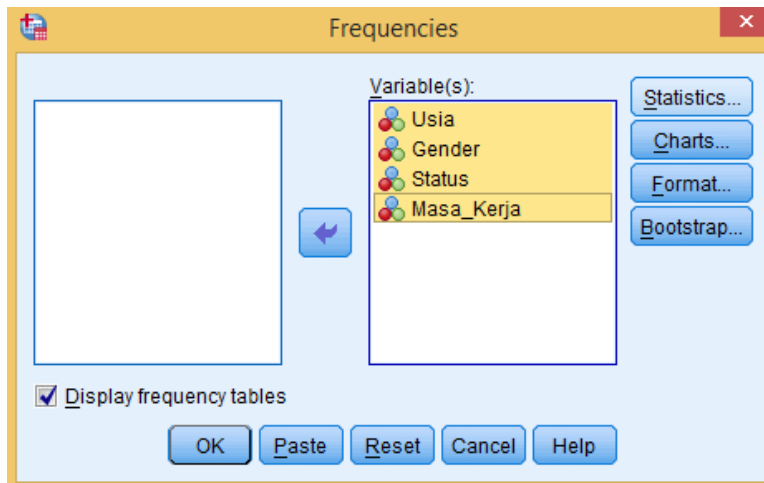 Frequencies
Variable(s):
Usia
Gender
Status
Masa_Kerja
Statistics...
Charts...
Format...
Bootstrap...
Display frequency tables
OK Paste Reset Cancel Help